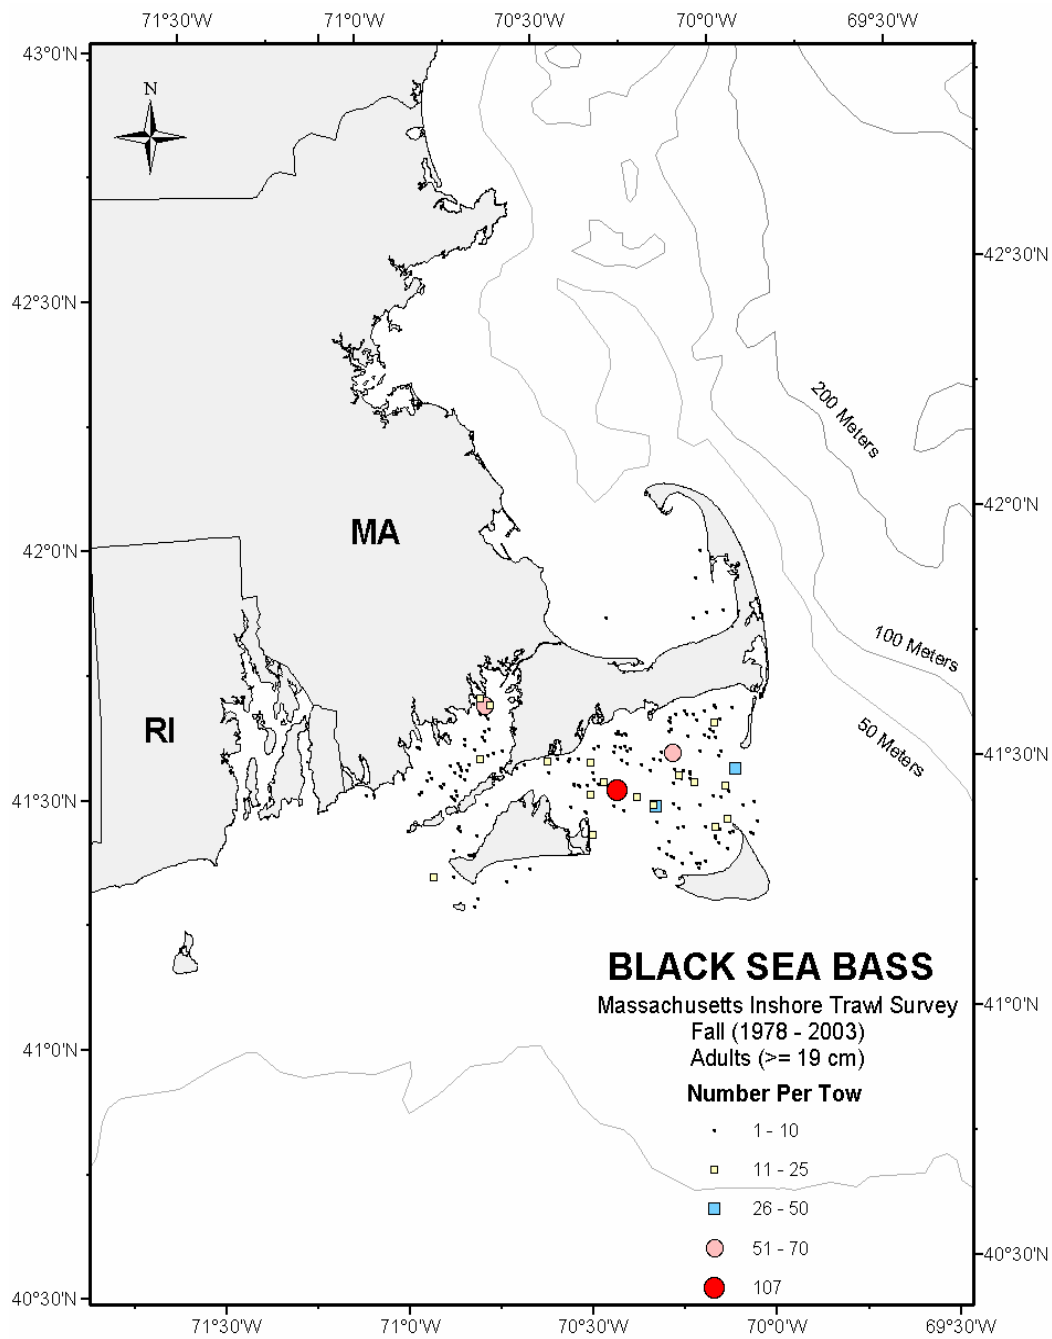 71°30'W 71°0'W 70°30'W 70°0'W 69°30'W
43°0'N
N
42°30'N
42°30'N
200 Meters
42°0'N
MA
42°0'N
100 Meters
RI
50 Meters
41°30'N
41°30'N
BLACK SEA BASS
Massachusetts Inshore Trawl Survey
41°0'N
Fall (1978 - 2003)
41°0'N
Adults (>= 19 cm)
Number Per Tow
1 - 10
11 - 25
26 - 50
51 - 70
40°30'N
107
40°30'N
71°30'W 71°0'W 70°30'W 70°0'W 69°30'W